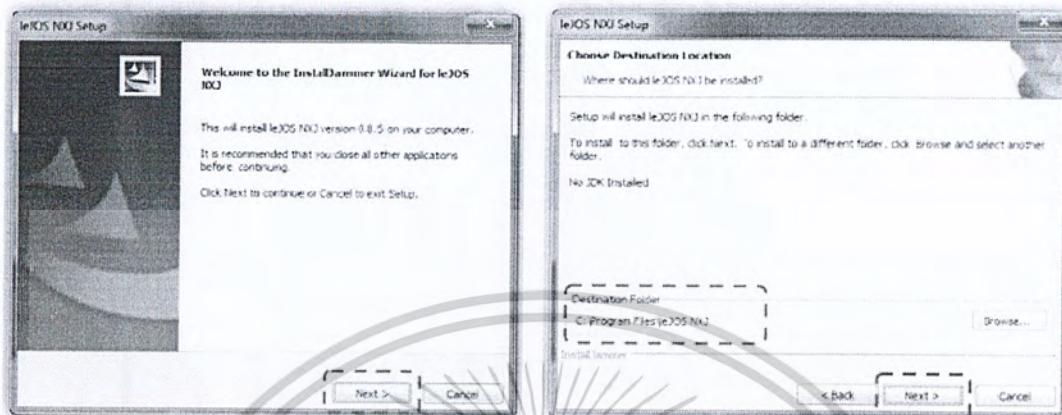 leJOS NXJ Setup
Welcome to the InstallJammer Wizard for leJOS
NXJ
This will install leJOS NXJ version 0.8.5 on your computer.
It is recommended that you close all other applications
before continuing.
Click Next to continue or Cancel to exit Setup.
Next >
Cancel
leJOS NXJ Setup
Choose Destination Location
Where should leJOS NXJ be installed?
Setup will install leJOS NXJ in the following folder.
To install to this folder, click Next. To install to a different folder, click Browse and select another
folder.
No JDK Installed
Destination Folder
C:\Program Files\leJOS NXJ
Browse...
InstallJammer
< Back
Next >
Cancel